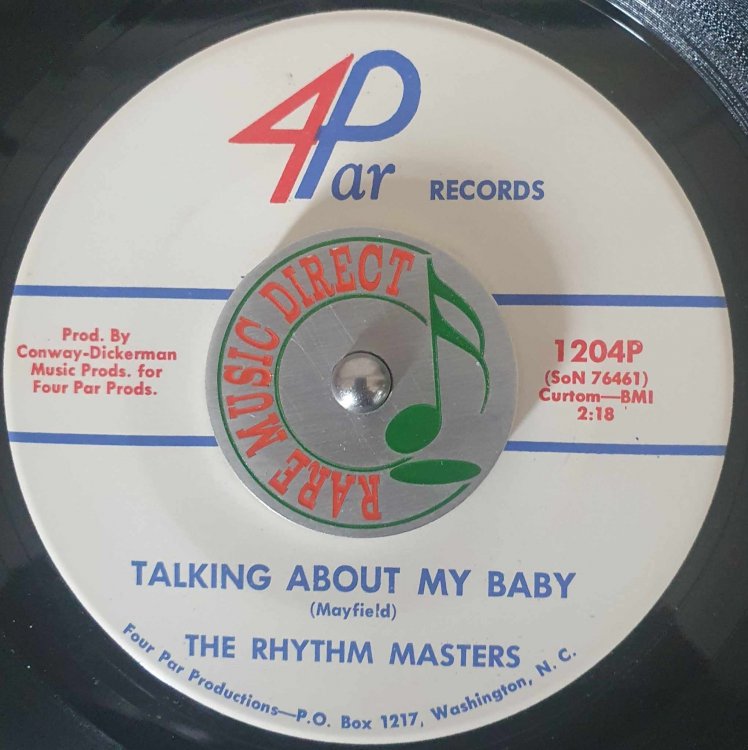 4Par RECORDS
RARE MUSIC DIRECT
Prod. By
Conway-Dickerman
Music Prods. for
Four Par Prods.
1204P
(SoN 76461)
Curtom—BMI
2:18
TALKING ABOUT MY BABY
(Mayfield)
THE RHYTHM MASTERS
Four Par Productions—P.O. Box 1217, Washington, N. C.